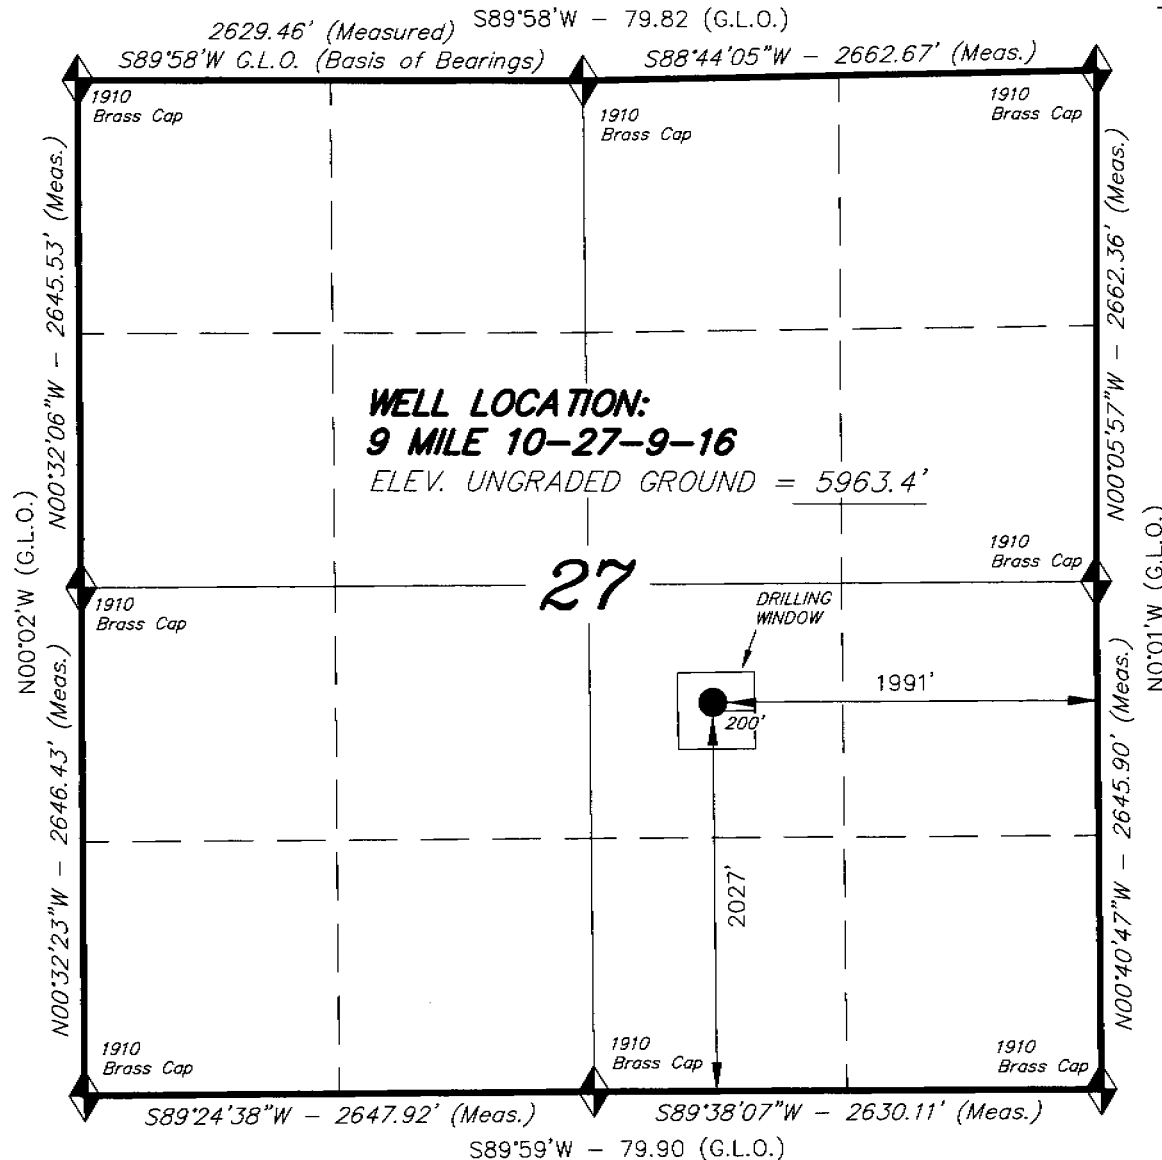 S89°58'W - 79.82 (G.L.O.)
2629.46' (Measured)
S89°58'W G.L.O. (Basis of Bearings)
S88°44'05"W - 2662.67' (Meas.)
1910
Brass Cap
1910
Brass Cap
1910
Brass Cap
N00°32'06"W - 2645.53' (Meas.)
N00°05'57"W - 2662.36' (Meas.)
WELL LOCATION:
9 MILE 10-27-9-16
ELEV. UNGRADED GROUND = 5963.4'
N00°02'W (G.L.O.)
N0°01'W (G.L.O.)
27
1910
Brass Cap
1910
Brass Cap
DRILLING
WINDOW
1991'
200'
2027'
N00°32'23"W - 2646.43' (Meas.)
N00°40'47"W - 2645.90' (Meas.)
1910
Brass Cap
1910
Brass Cap
1910
Brass Cap
S89°24'38"W - 2647.92' (Meas.)
S89°38'07"W - 2630.11' (Meas.)
S89°59'W - 79.90 (G.L.O.)